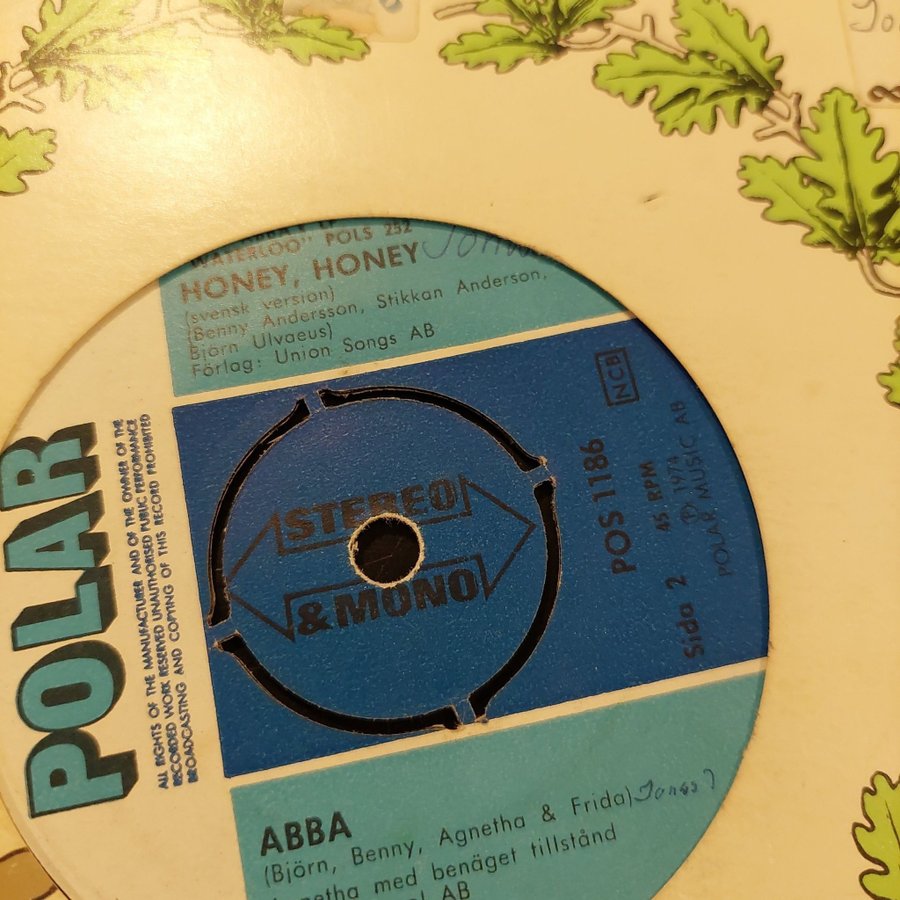 WATERLOO" POLS 252
HONEY, HONEY
(svensk version)
(Benny Andersson, Stikkan Anderson,
Björn Ulvaeus)
Förlag: Union Songs AB
POLAR
ALL RIGHTS OF THE MANUFACTURER AND OF THE OWNER OF THE
RECORDED WORK RESERVED UNAUTHORISED PUBLIC PERFORMANCE
BROADCASTING AND COPYING OF THIS RECORD PROHIBITED
STEREO
& MONO
NCB
POS 1186
45 RPM
P 1974
POLAR MUSIC AB
Sida 2
ABBA
(Björn, Benny, Agnetha & Frida) Jonas
med benäget tillstånd
AB